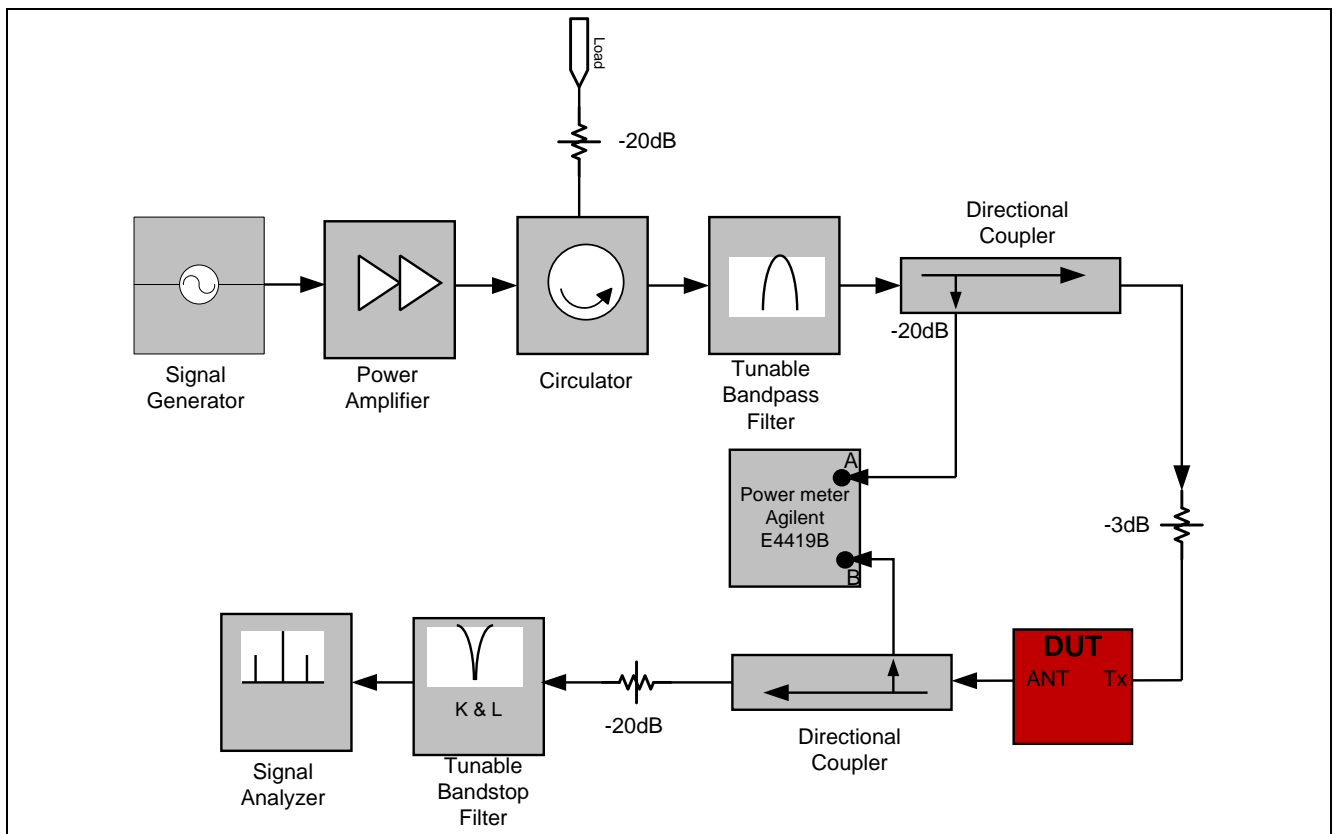 Load
-20dB
Directional
Coupler
-20dB
Signal
Generator
Power
Amplifier
Circulator
Tunable
Bandpass
Filter
A
Power meter
Agilent
E4419B
B
-3dB
DUT
ANT Tx
K & L
-20dB
Directional
Coupler
Signal
Analyzer
Tunable
Bandstop
Filter